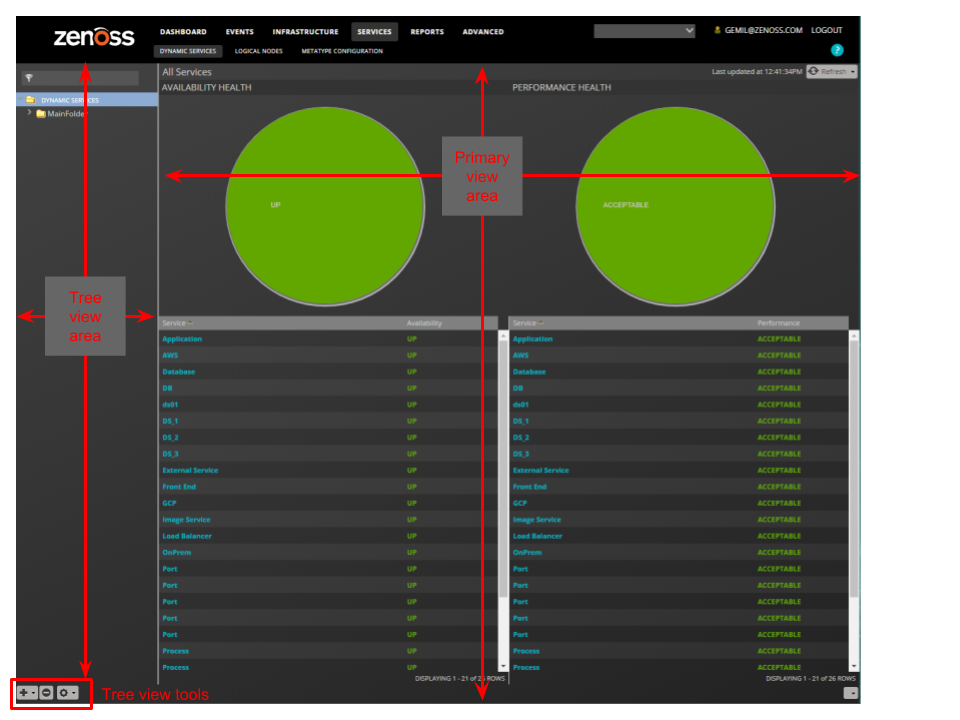 zenoss
DASHBOARD EVENTS INFRASTRUCTURE SERVICES REPORTS ADVANCED
GEMIL@ZENOSS.COM LOGOUT
DYNAMIC SERVICES LOGICAL NODES METATYPE CONFIGURATION
?
All Services
Last updated at 12:41:34PM Refresh
AVAILABILITY HEALTH PERFORMANCE HEALTH
DYNAMIC SERVICES
MainFolder
Primary
view
area
UP
ACCEPTABLE
Tree
view
area
Service Availability Service Performance
Application UP Application ACCEPTABLE
AWS UP AWS ACCEPTABLE
Database UP Database ACCEPTABLE
DB UP DB ACCEPTABLE
ds01 UP ds01 ACCEPTABLE
DS_1 UP DS_1 ACCEPTABLE
DS_2 UP DS_2 ACCEPTABLE
DS_3 UP DS_3 ACCEPTABLE
External Service UP External Service ACCEPTABLE
Front End UP Front End ACCEPTABLE
GCP UP GCP ACCEPTABLE
Image Service UP Image Service ACCEPTABLE
Load Balancer UP Load Balancer ACCEPTABLE
OnPrem UP OnPrem ACCEPTABLE
Port UP Port ACCEPTABLE
Port UP Port ACCEPTABLE
Port UP Port ACCEPTABLE
Port UP Port ACCEPTABLE
Port UP Port ACCEPTABLE
Process UP Process ACCEPTABLE
Process UP Process ACCEPTABLE
DISPLAYING 1 - 21 of 26 ROWS DISPLAYING 1 - 21 of 26 ROWS
Tree view tools